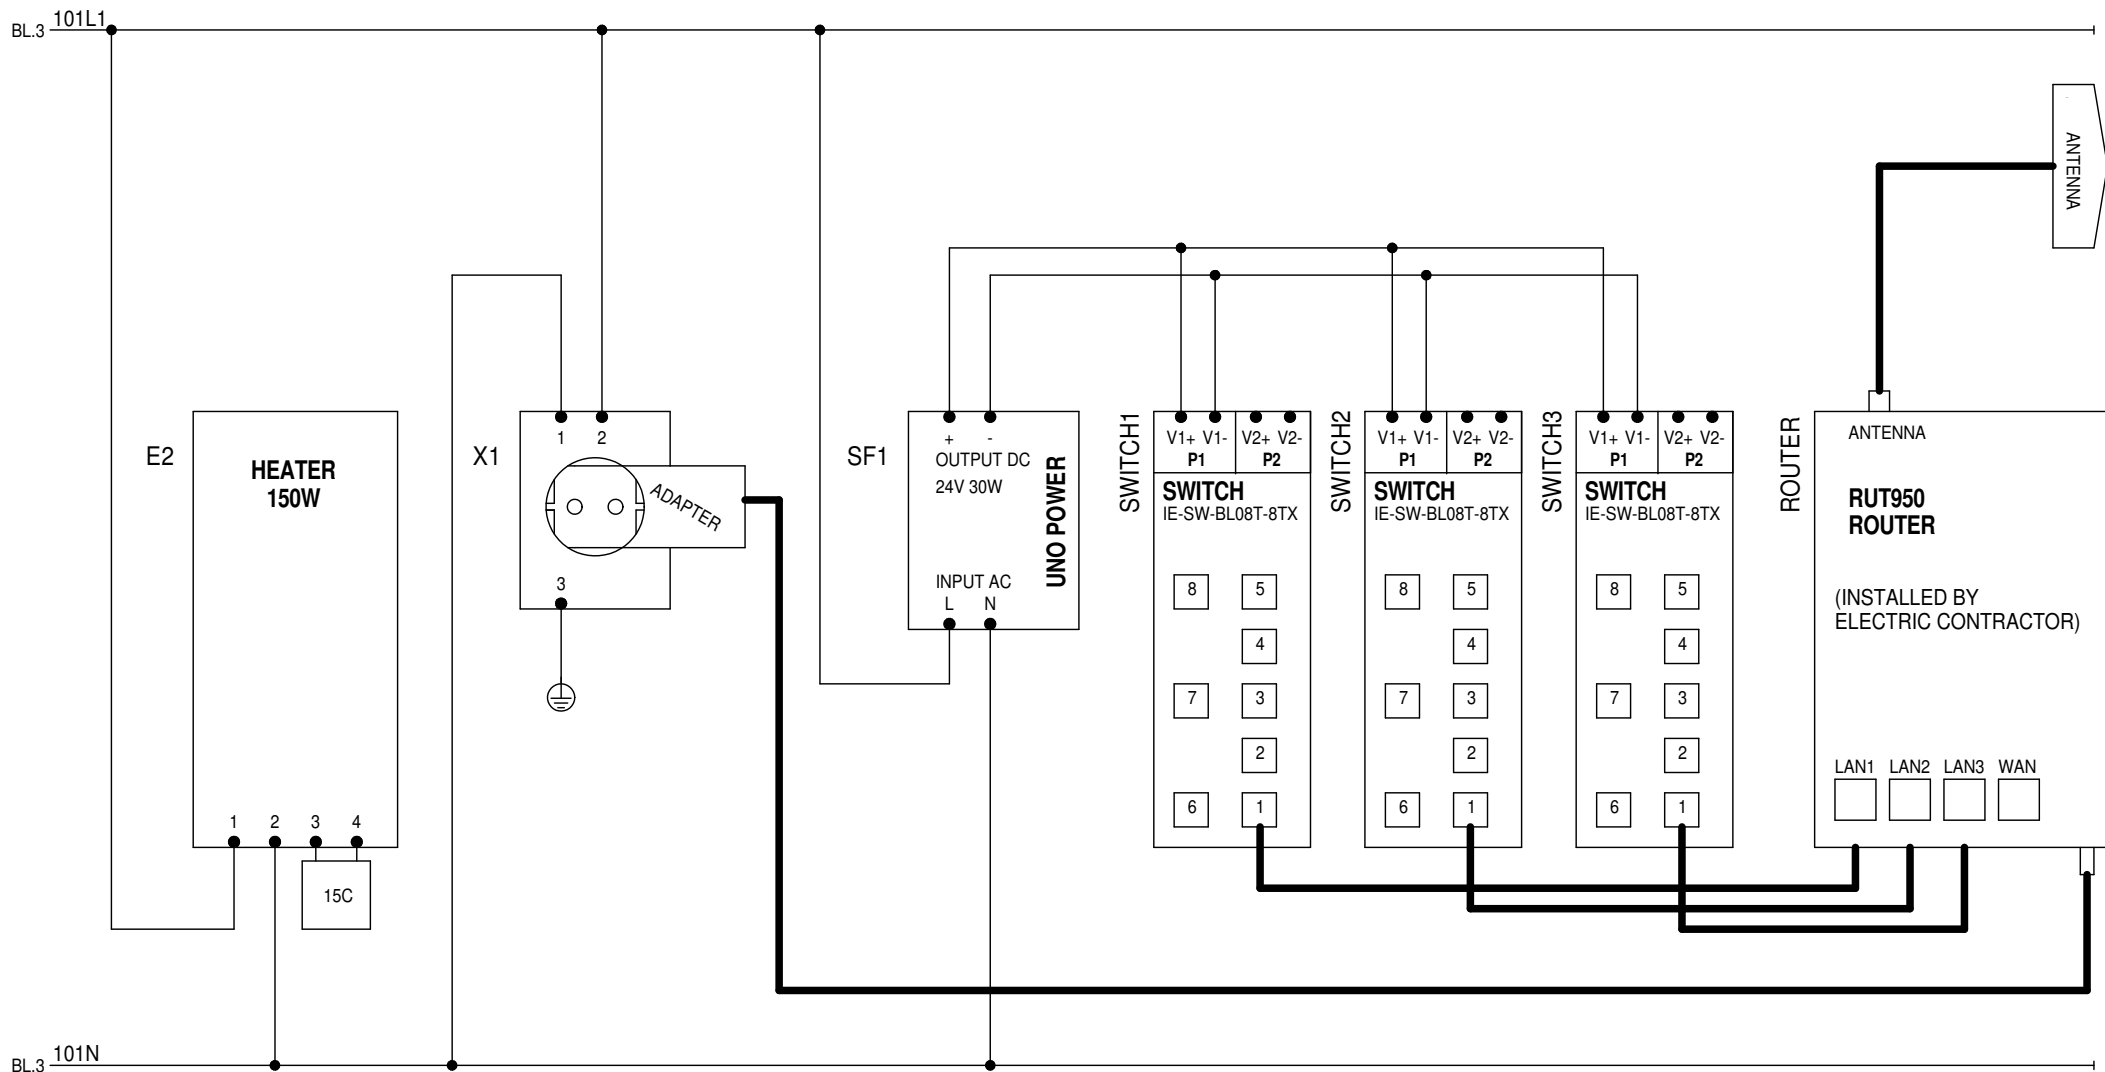 101L1
BL.3
ANTENNA
E2
HEATER
150W
1 2 3 4
15C
X1
1 2
ADAPTER
3
SF1
+ -
OUTPUT DC
24V 30W
UNO POWER
INPUT AC
L N
SWITCH1
V1+ V1- V2+ V2-
P1 P2
SWITCH
IE-SW-BL08T-8TX
8 5
4
7 3
2
6 1
SWITCH2
V1+ V1- V2+ V2-
P1 P2
SWITCH
IE-SW-BL08T-8TX
8 5
4
7 3
2
6 1
SWITCH3
V1+ V1- V2+ V2-
P1 P2
SWITCH
IE-SW-BL08T-8TX
8 5
4
7 3
2
6 1
ROUTER
ANTENNA
RUT950
ROUTER
(INSTALLED BY
ELECTRIC CONTRACTOR)
LAN1 LAN2 LAN3 WAN
101N
BL.3